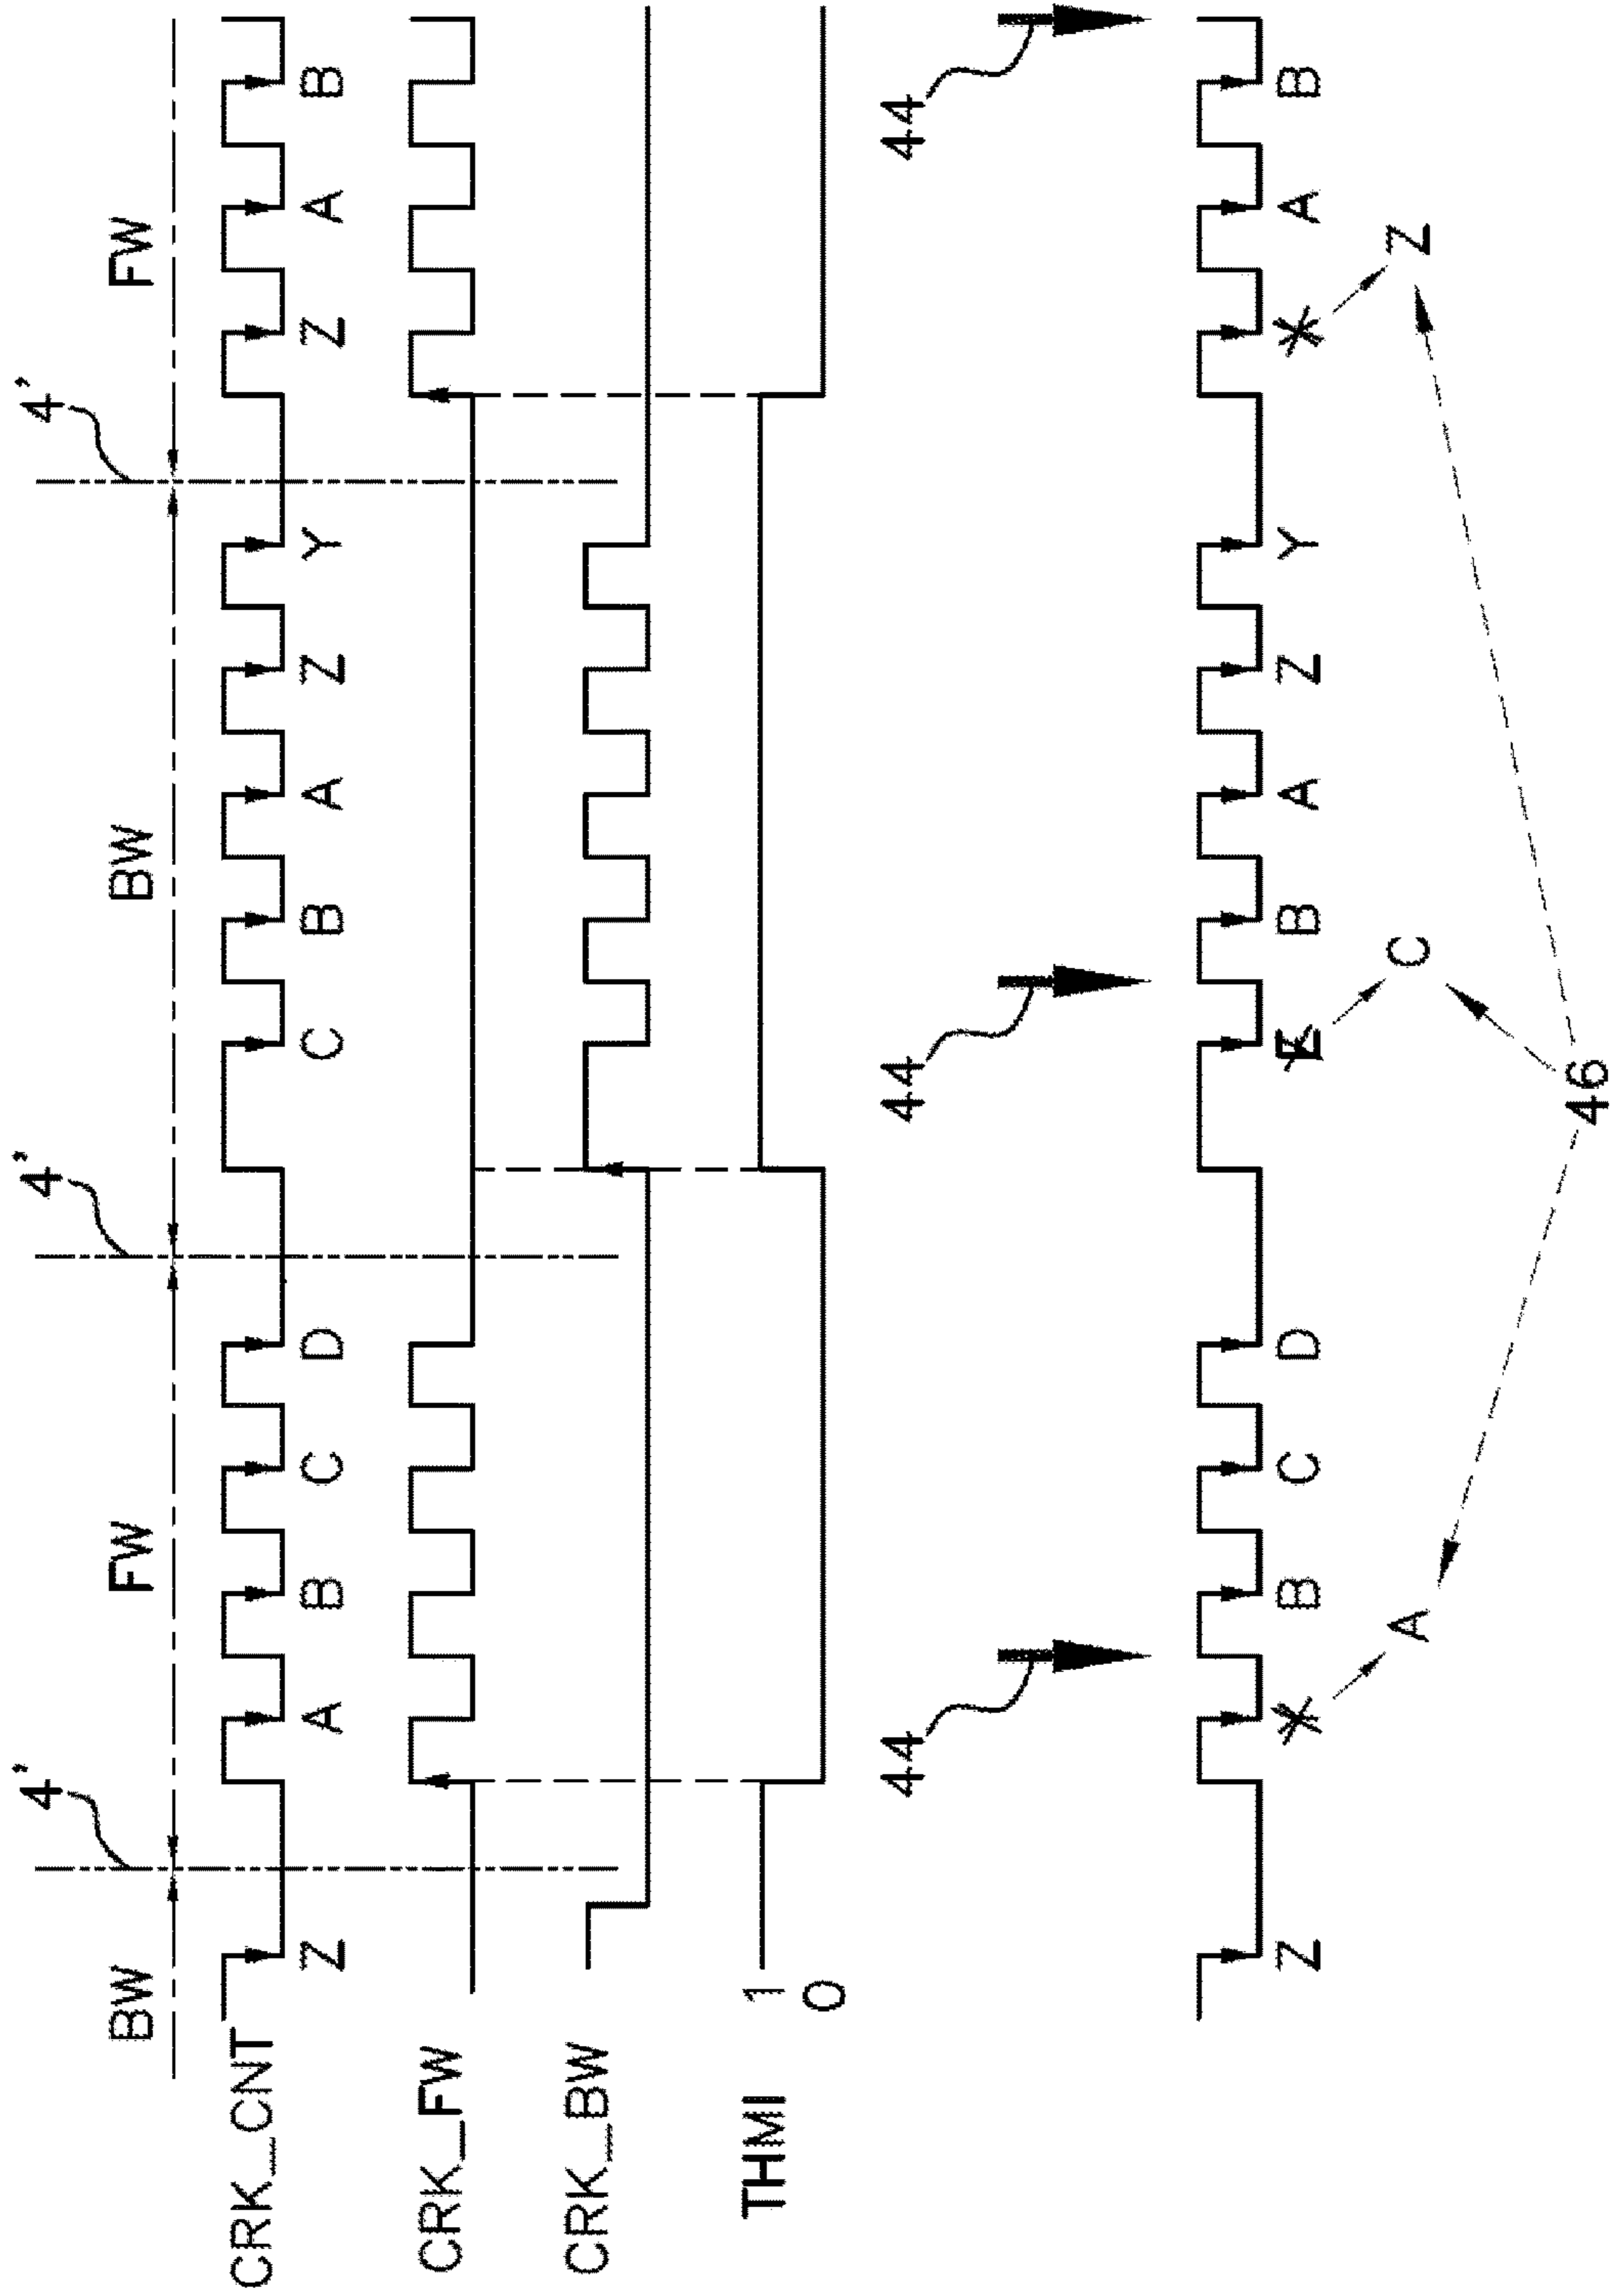 4' 4' 4'
BW FW BW FW
CRK_CNT Z A B C D C B A Z Y Z A B
CRK_FW
CRK_BW
THMI 1
0
44 44 44
Z B C D E B A Z Y A B
A C Z
46